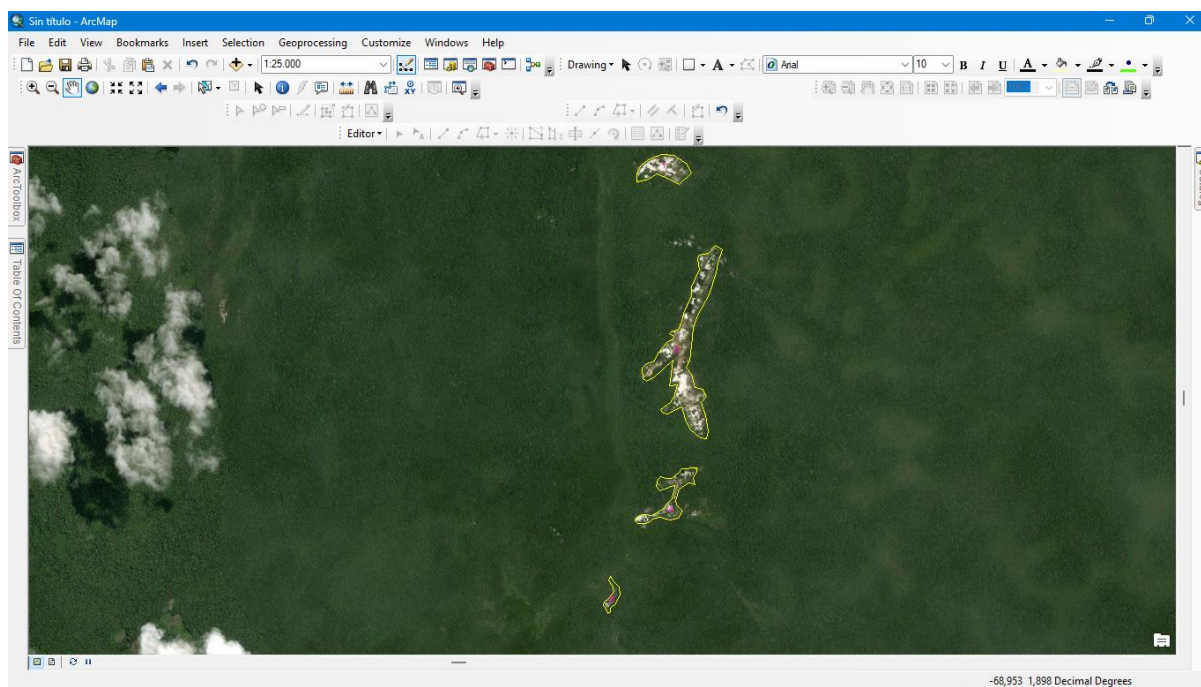 Sin título - ArcMap
File Edit View Bookmarks Insert Selection Geoprocessing Customize Windows Help
1:25.000 Drawing Arial 10 B I U A
Editor
ArcToolbox
Table Of Contents
-68,953 1,898 Decimal Degrees